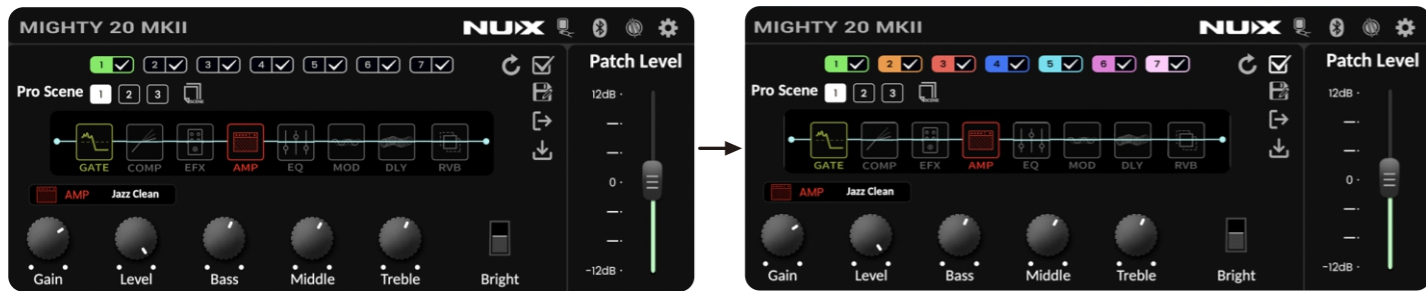 MIGHTY 20 MKII NUX
1 2 3 4 5 6 7 Patch Level
Pro Scene 1 2 3 SCENE 12dB
GATE COMP EFX AMP EQ MOD DLY RVB
0
AMP Jazz Clean
-12dB
Gain Level Bass Middle Treble Bright
MIGHTY 20 MKII NUX
1 2 3 4 5 6 7 Patch Level
Pro Scene 1 2 3 SCENE 12dB
GATE COMP EFX AMP EQ MOD DLY RVB
0
AMP Jazz Clean
-12dB
Gain Level Bass Middle Treble Bright